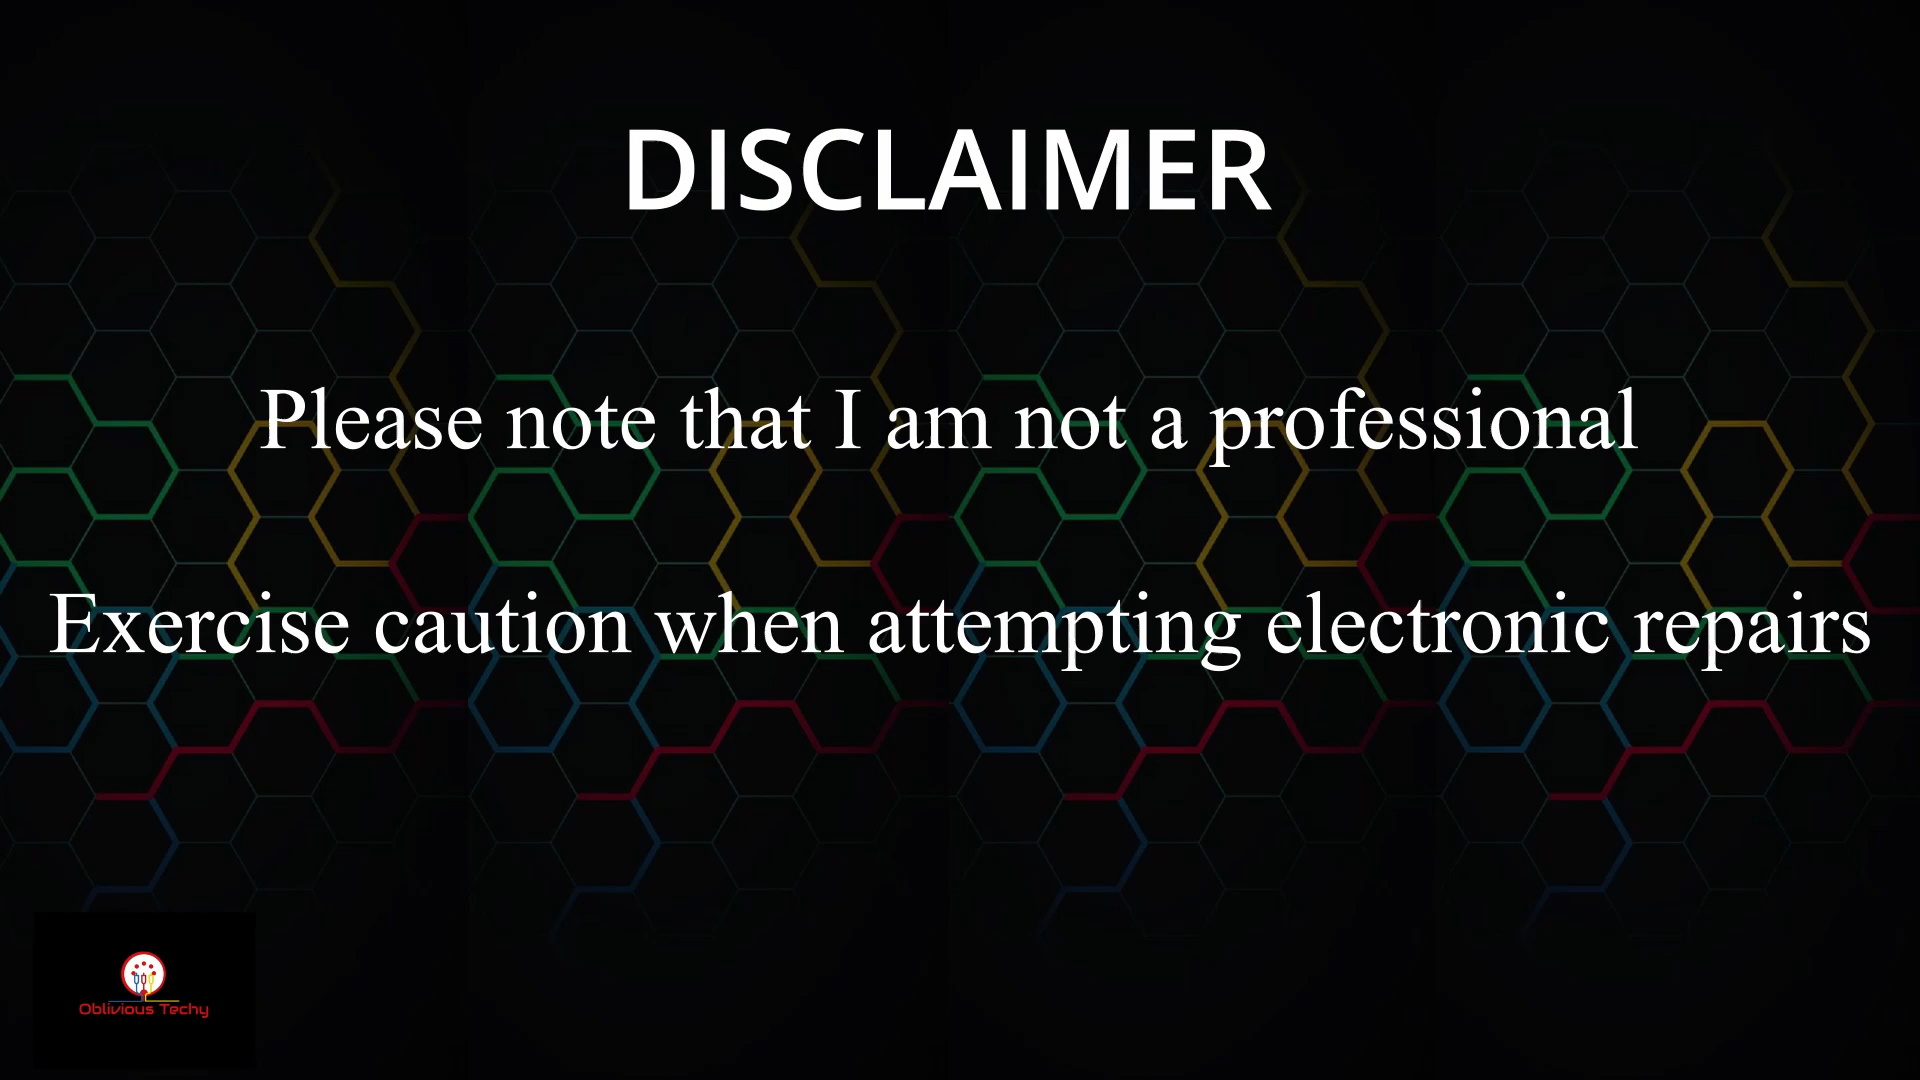 DISCLAIMER
Please note that I am not a professional
Exercise caution when attempting electronic repairs
Oblivious Techy